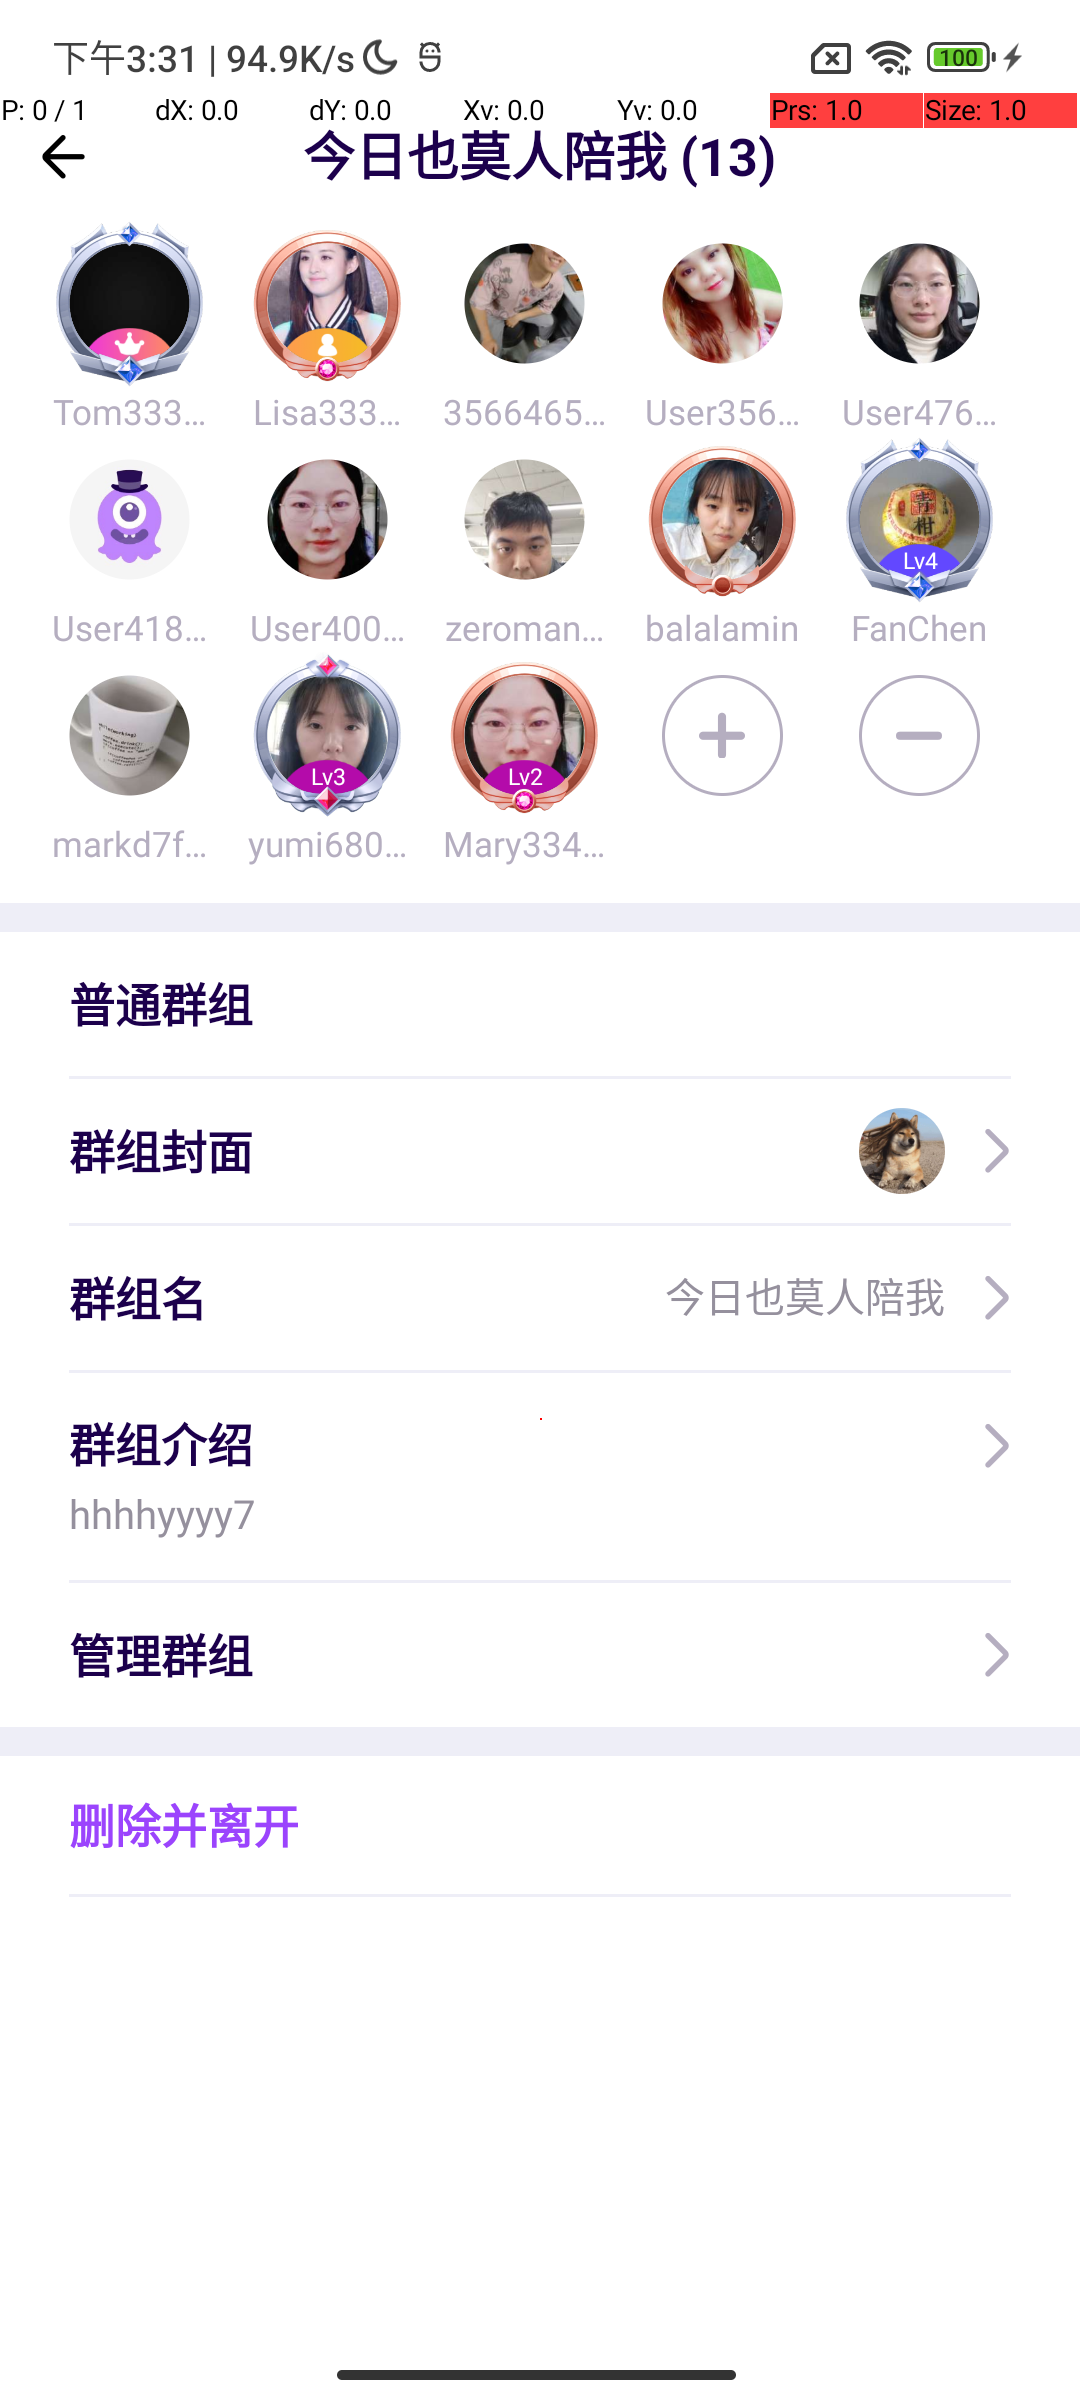 下午3:31 | 94.9K/s
100
P: 0 / 1 dX: 0.0 dY: 0.0 Xv: 0.0 Yv: 0.0 Prs: 1.0 Size: 1.0
今日也莫人陪我 (13)
Tom333... Lisa333... 3566465... User356... User476...
青
柑
Lv4
User418... User400... zeroman... balalamin FanChen
Lv3 Lv2
markd7f... yumi680... Mary334...
普通群组
群组封面
群组名 今日也莫人陪我
群组介绍
hhhhyyyy7
管理群组
删除并离开